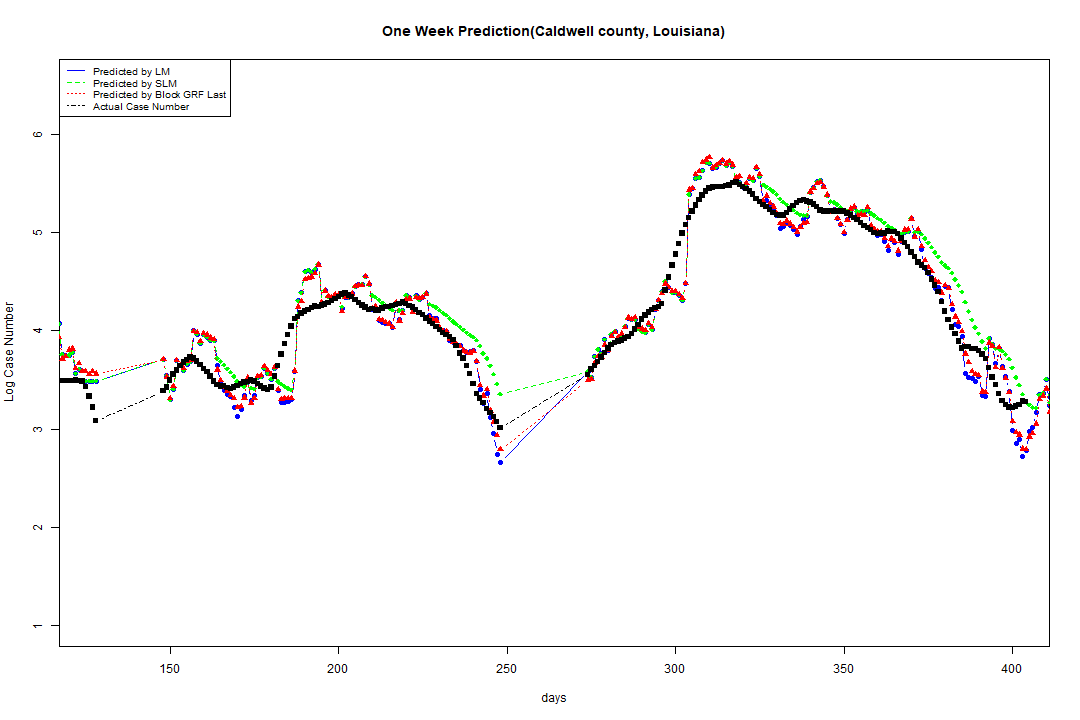 One Week Prediction(Caldwell county, Louisiana)
Predicted by LM
Predicted by SLM
Predicted by Block GRF Last
Actual Case Number
6
5
4
3
2
1
Log Case Number
150
200
250
300
350
400
days